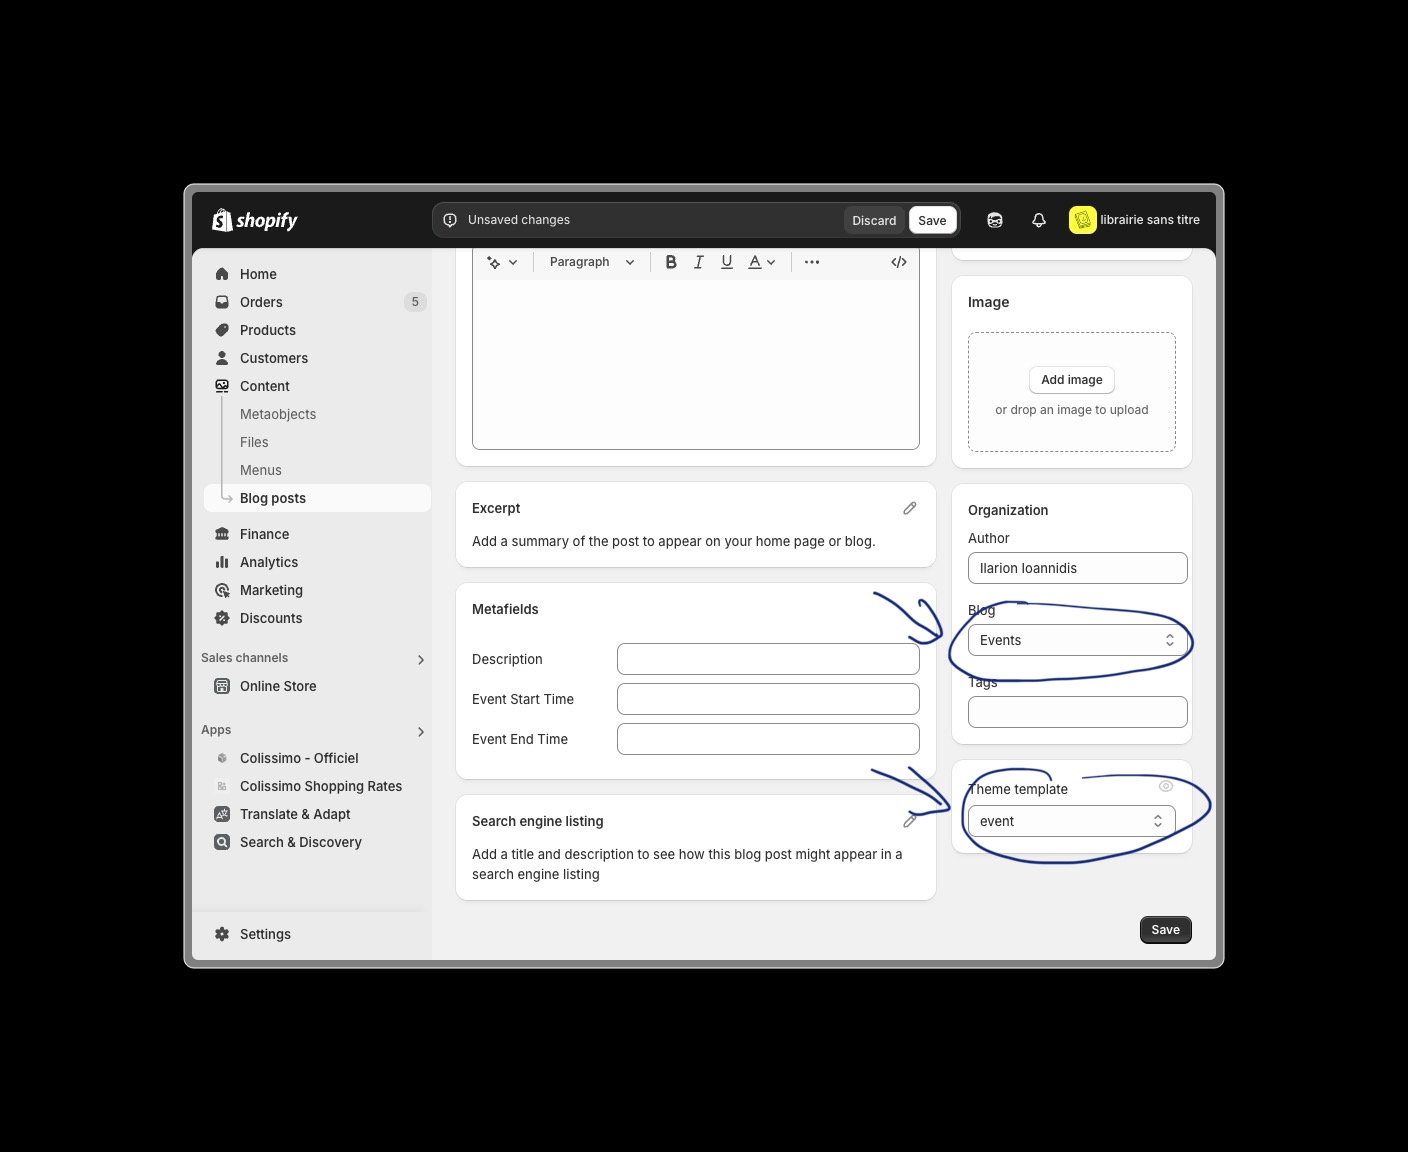 shopify
Unsaved changes
Discard
Save
librairie sans titre
Home
Orders
5
Products
Customers
Content
Metaobjects
Files
Menus
Blog posts
Finance
Analytics
Marketing
Discounts
Sales channels
Online Store
Apps
Colissimo - Officiel
Colissimo Shopping Rates
Translate & Adapt
Search & Discovery
Settings
Paragraph
B
I
U
A
Excerpt
Add a summary of the post to appear on your home page or blog.
Metafields
Description
Event Start Time
Event End Time
Search engine listing
Add a title and description to see how this blog post might appear in a
search engine listing
Image
Add image
or drop an image to upload
Organization
Author
Ilarion Ioannidis
Blog
Events
Tags
Theme template
event
Save